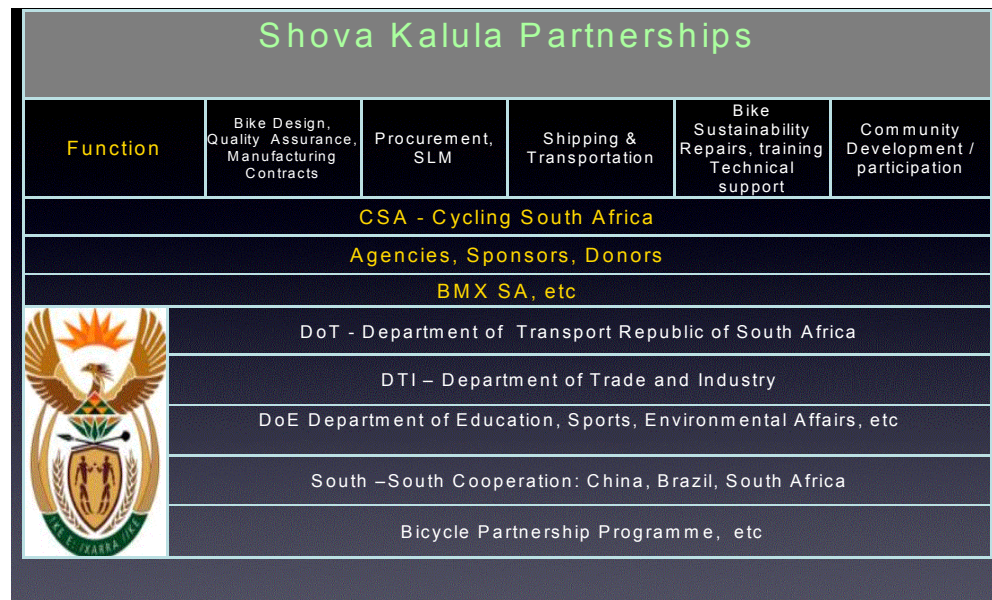 Shova Kalula Partnerships
Function
Bike Design,
Quality Assurance,
Manufacturing
Contracts
Procurement,
SLM
Shipping &
Transportation
Bike
Sustainability
Repairs, training
Technical
support
Community
Development /
participation
CSA - Cycling South Africa
Agencies, Sponsors, Donors
BMX SA, etc
DoT - Department of Transport Republic of South Africa
DTI – Department of Trade and Industry
DoE Department of Education, Sports, Environmental Affairs, etc
South –South Cooperation: China, Brazil, South Africa
Bicycle Partnership Programme, etc